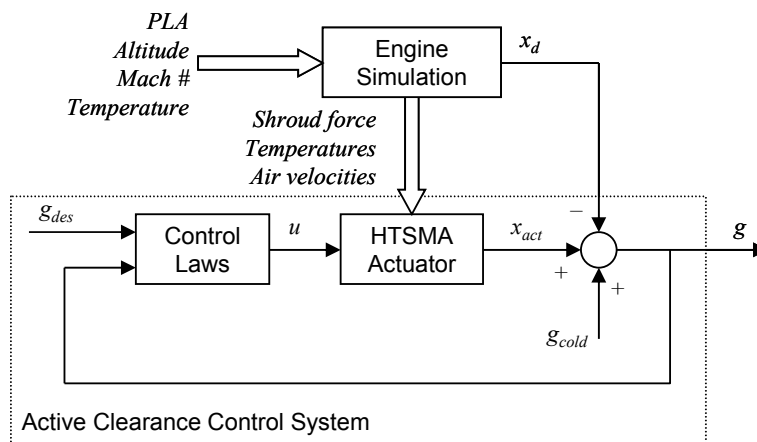 PLA
Altitude
Mach #
Temperature
Engine
Simulation
x_d
Shroud force
Temperatures
Air velocities
g_des
Control
Laws
u
HTSMA
Actuator
x_act
−
+
+
g
g_cold
Active Clearance Control System